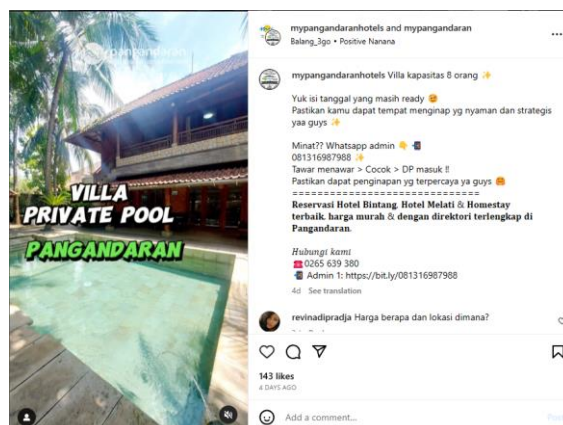 pangandaran
VILLA
PRIVATE POOL
PANGANDARAN
mypangandaranhotels and mypangandaran
Balang_3go • Positive Nanana
mypangandaranhotels Villa kapasitas 8 orang ✨
Yuk isi tanggal yang masih ready 😊
Pastikan kamu dapat tempat menginap yg nyaman dan strategis
yaa guys ✨
Minat?? Whatsapp admin 👇 📲
081316987988 ✨
Tawar menawar > Cocok > DP masuk ‼
Pastikan dapat penginapan yg terpercaya ya guys 🤗
================================
Reservasi Hotel Bintang, Hotel Melati & Homestay
terbaik, harga murah & dengan direktori terlengkap di
Pangandaran.
Hubungi kami
☎️0265 639 380
📲 Admin 1: https://bit.ly/081316987988
4d See translation
revinadipradja Harga berapa dan lokasi dimana?
143 likes
4 DAYS AGO
Add a comment...